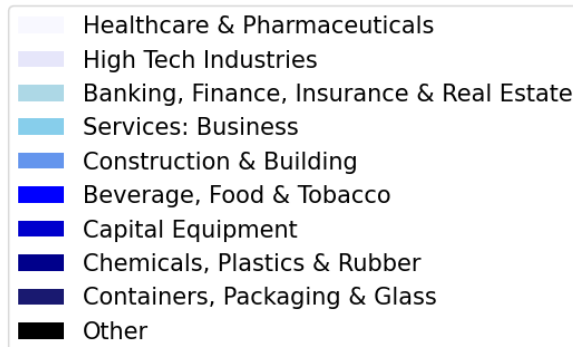 Healthcare & Pharmaceuticals
High Tech Industries
Banking, Finance, Insurance & Real Estate
Services: Business
Construction & Building
Beverage, Food & Tobacco
Capital Equipment
Chemicals, Plastics & Rubber
Containers, Packaging & Glass
Other